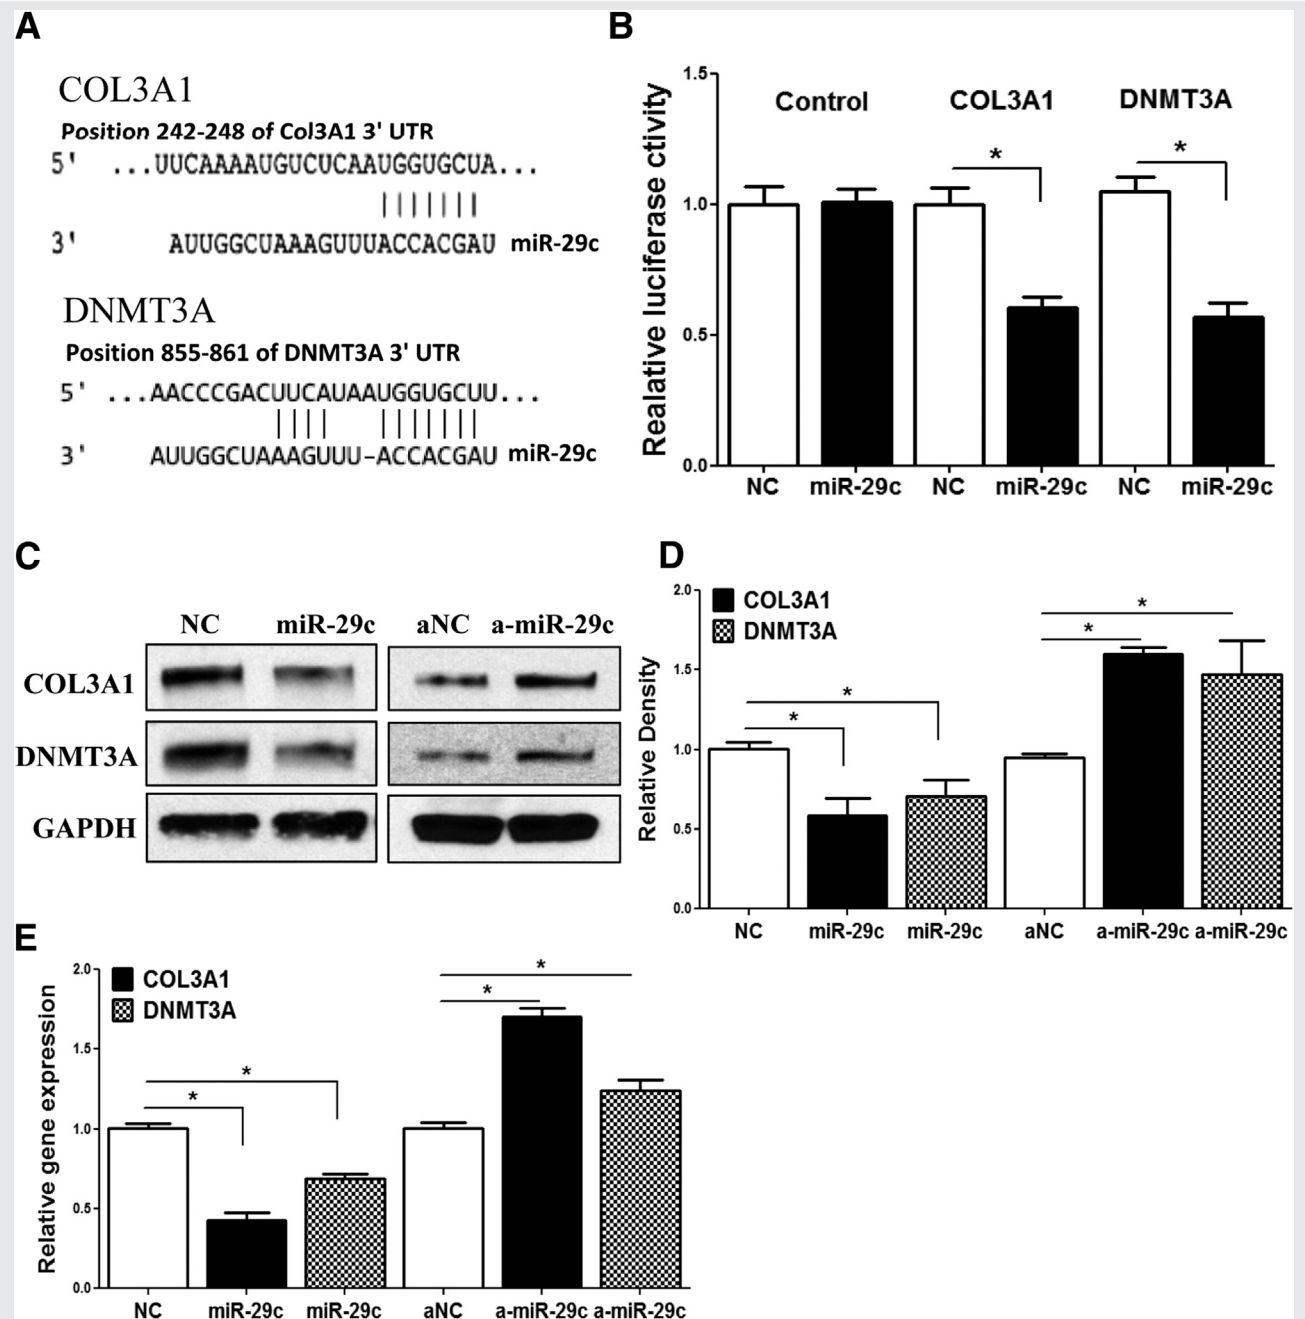 A
COL3A1
Position 242-248 of Col3A1 3' UTR
5' ...UUCAAAAUGUCUCAAUGGUGCUA...
3' AUUGGCUAAAGUUUACCACGAU miR-29c
DNMT3A
Position 855-861 of DNMT3A 3' UTR
5' ...AACCCGACUUCAUAAUGGUGCUU...
3' AUUGGCUAAAGUUU-ACCACGAU miR-29c
B
Realative luciferase ctivity
1.5
1.0
0.5
0.0
Control COL3A1 DNMT3A
* *
NC miR-29c NC miR-29c NC miR-29c
C
NC miR-29c aNC a-miR-29c
COL3A1
DNMT3A
GAPDH
D
Relative Density
2.0
1.5
1.0
0.5
0.0
COL3A1
DNMT3A
* * * *
NC miR-29c miR-29c aNC a-miR-29c a-miR-29c
E
Relative gene expression
2.0
1.5
1.0
0.5
0.0
COL3A1
DNMT3A
* * * *
NC miR-29c miR-29c aNC a-miR-29c a-miR-29c